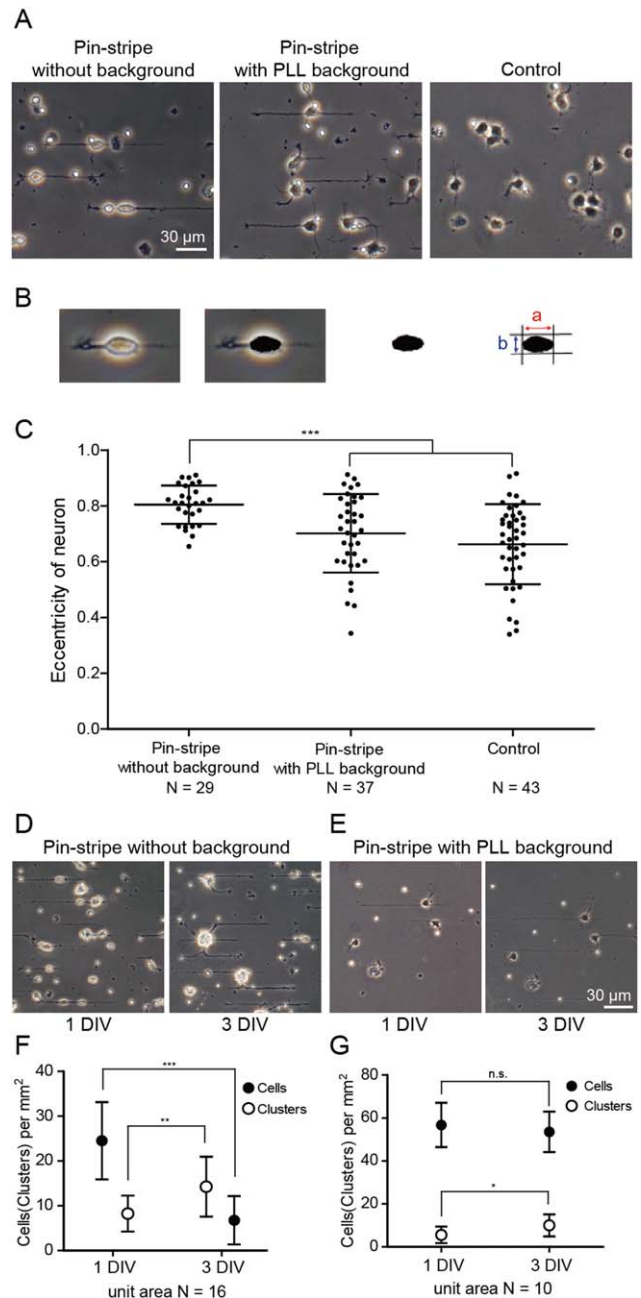 A
Pin-stripe
without background
Pin-stripe
with PLL background
Control
30 µm
B
a
b
C
***
1.0
0.8
0.6
0.4
0.2
0.0
Eccentricity of neuron
Pin-stripe
without background
N = 29
Pin-stripe
with PLL background
N = 37
Control
N = 43
D
Pin-stripe without background
1 DIV
3 DIV
E
Pin-stripe with PLL background
30 µm
1 DIV
3 DIV
F
Cells(Clusters) per mm²
40
30
20
10
0
***
**
Cells
Clusters
1 DIV
3 DIV
unit area N = 16
G
Cells(Clusters) per mm²
80
60
40
20
0
n.s.
*
Cells
Clusters
1 DIV
3 DIV
unit area N = 10